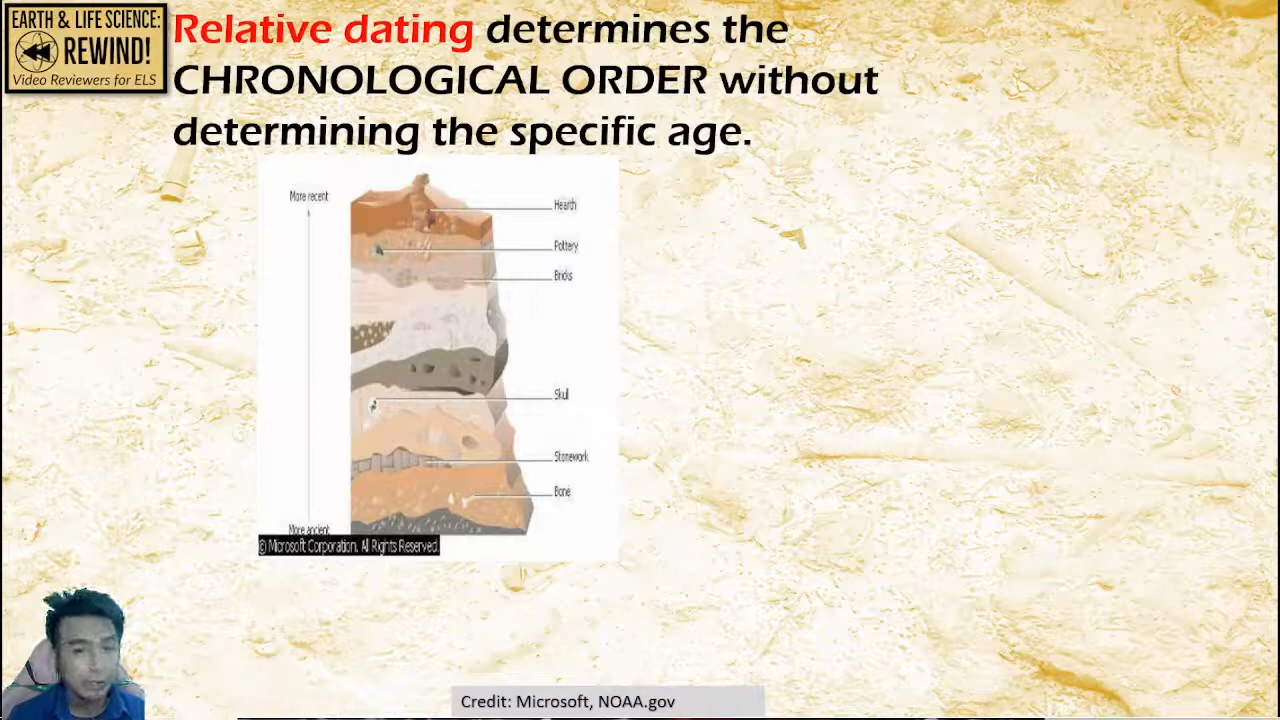 EARTH & LIFE SCIENCE:
REWIND!
Video Reviewers for ELS
Relative dating determines the
CHRONOLOGICAL ORDER without
determining the specific age.
More recent
Hearth
Pottery
Bricks
Skull
Stonework
Bone
More ancient
© Microsoft Corporation. All Rights Reserved.
Credit: Microsoft, NOAA.gov